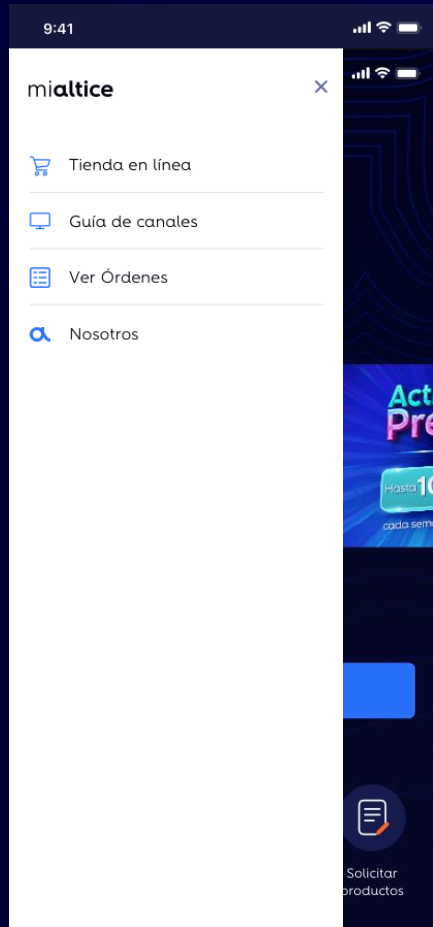 9:41
mialtice
Tienda en línea
Guía de canales
Ver Órdenes
Nosotros
Hasta
Solicitar
productos